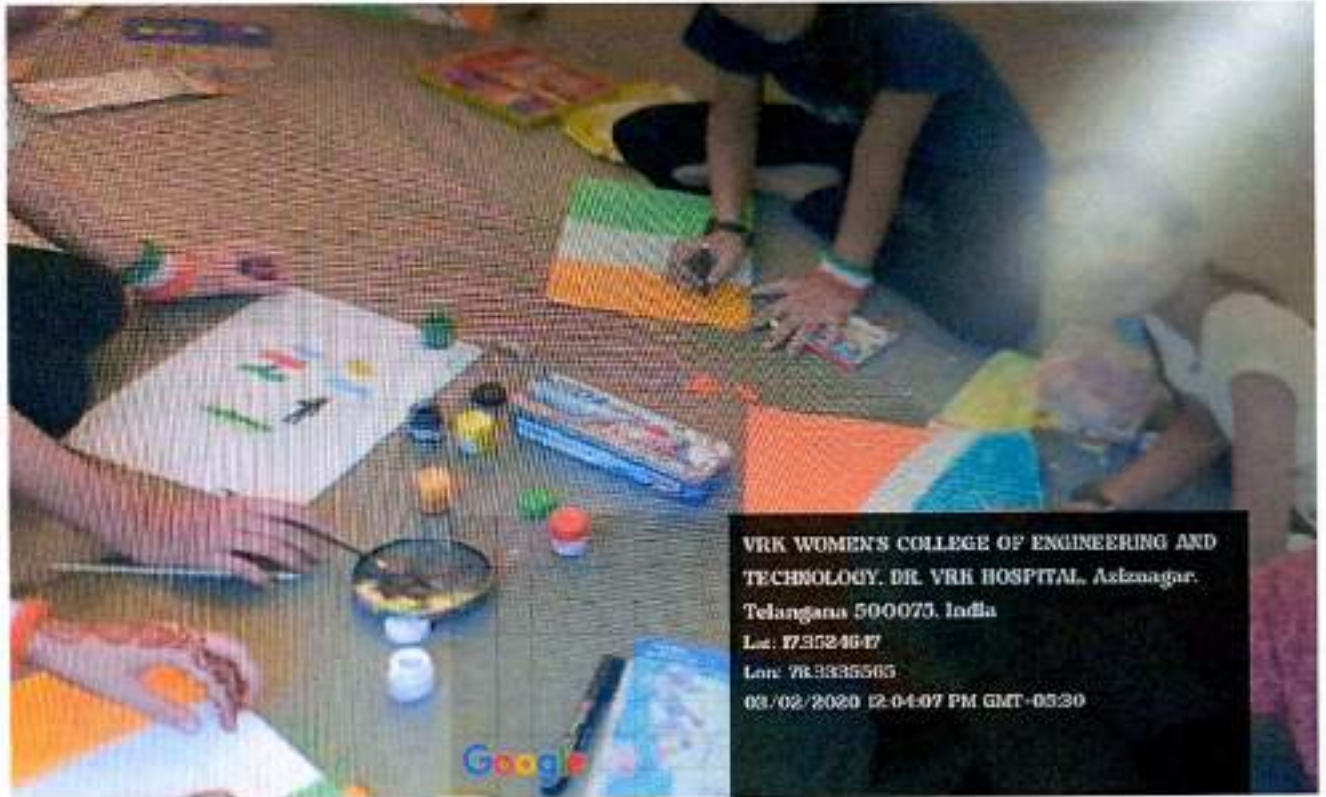 VRK WOMEN'S COLLEGE OF ENGINEERING AND
TECHNOLOGY, DR. VRK HOSPITAL, Aziznagar,
Telangana 500075, India
Lat: 17.3524647
Lon: 78.3335565
03/02/2020 12:04:07 PM GMT+05:30
Google